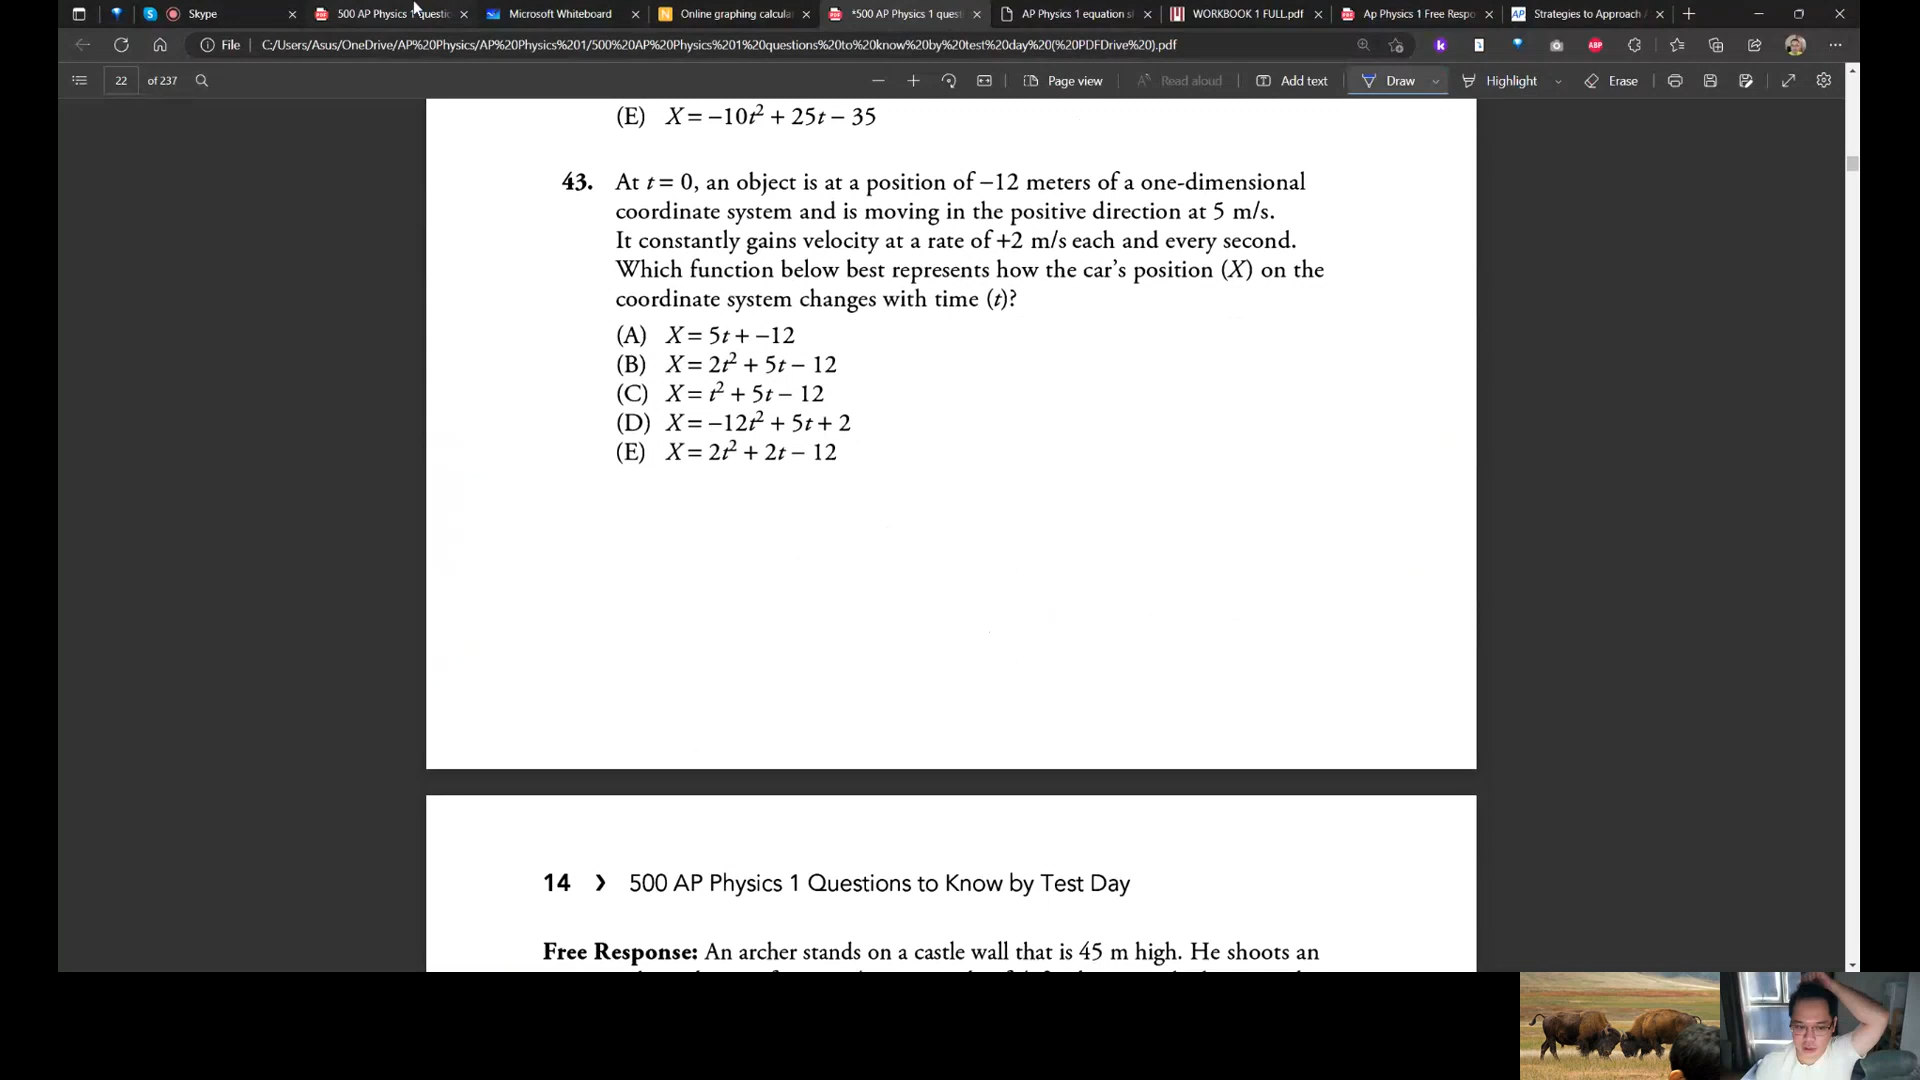 Skype
500 AP Physics 1 questic
Microsoft Whiteboard
Online graphing calcula
*500 AP Physics 1 quest
AP Physics 1 equation s
WORKBOOK 1 FULL.pdf
Ap Physics 1 Free Respo
Strategies to Approach
File
C:/Users/Asus/OneDrive/AP%20Physics/AP%20Physics%201/500%20AP%20Physics%201%20questions%20to%20know%20by%20test%20day%20(%20PDFDrive%20).pdf
22 of 237
Page view
Read aloud
Add text
Draw
Highlight
Erase
(E) X = −10t² + 25t − 35
43. At t = 0, an object is at a position of −12 meters of a one-dimensional
coordinate system and is moving in the positive direction at 5 m/s.
It constantly gains velocity at a rate of +2 m/s each and every second.
Which function below best represents how the car's position (X) on the
coordinate system changes with time (t)?
(A) X = 5t + −12
(B) X = 2t² + 5t − 12
(C) X = t² + 5t − 12
(D) X = −12t² + 5t + 2
(E) X = 2t² + 2t − 12
14 ❯ 500 AP Physics 1 Questions to Know by Test Day
Free Response: An archer stands on a castle wall that is 45 m high. He shoots an